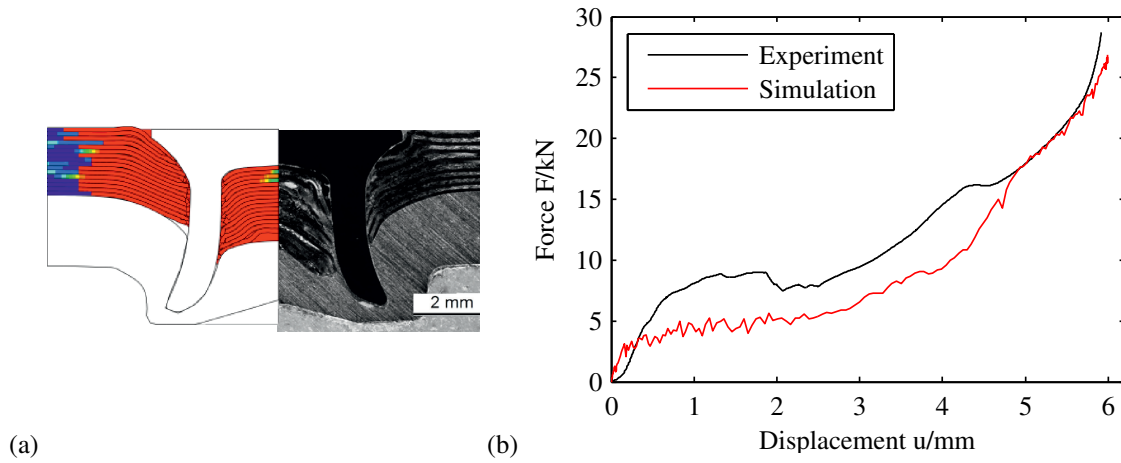 30
25
20
15
10
5
0
0 1 2 3 4 5 6
Force F/kN
Displacement u/mm
Experiment
Simulation
2 mm
(a)
(b)